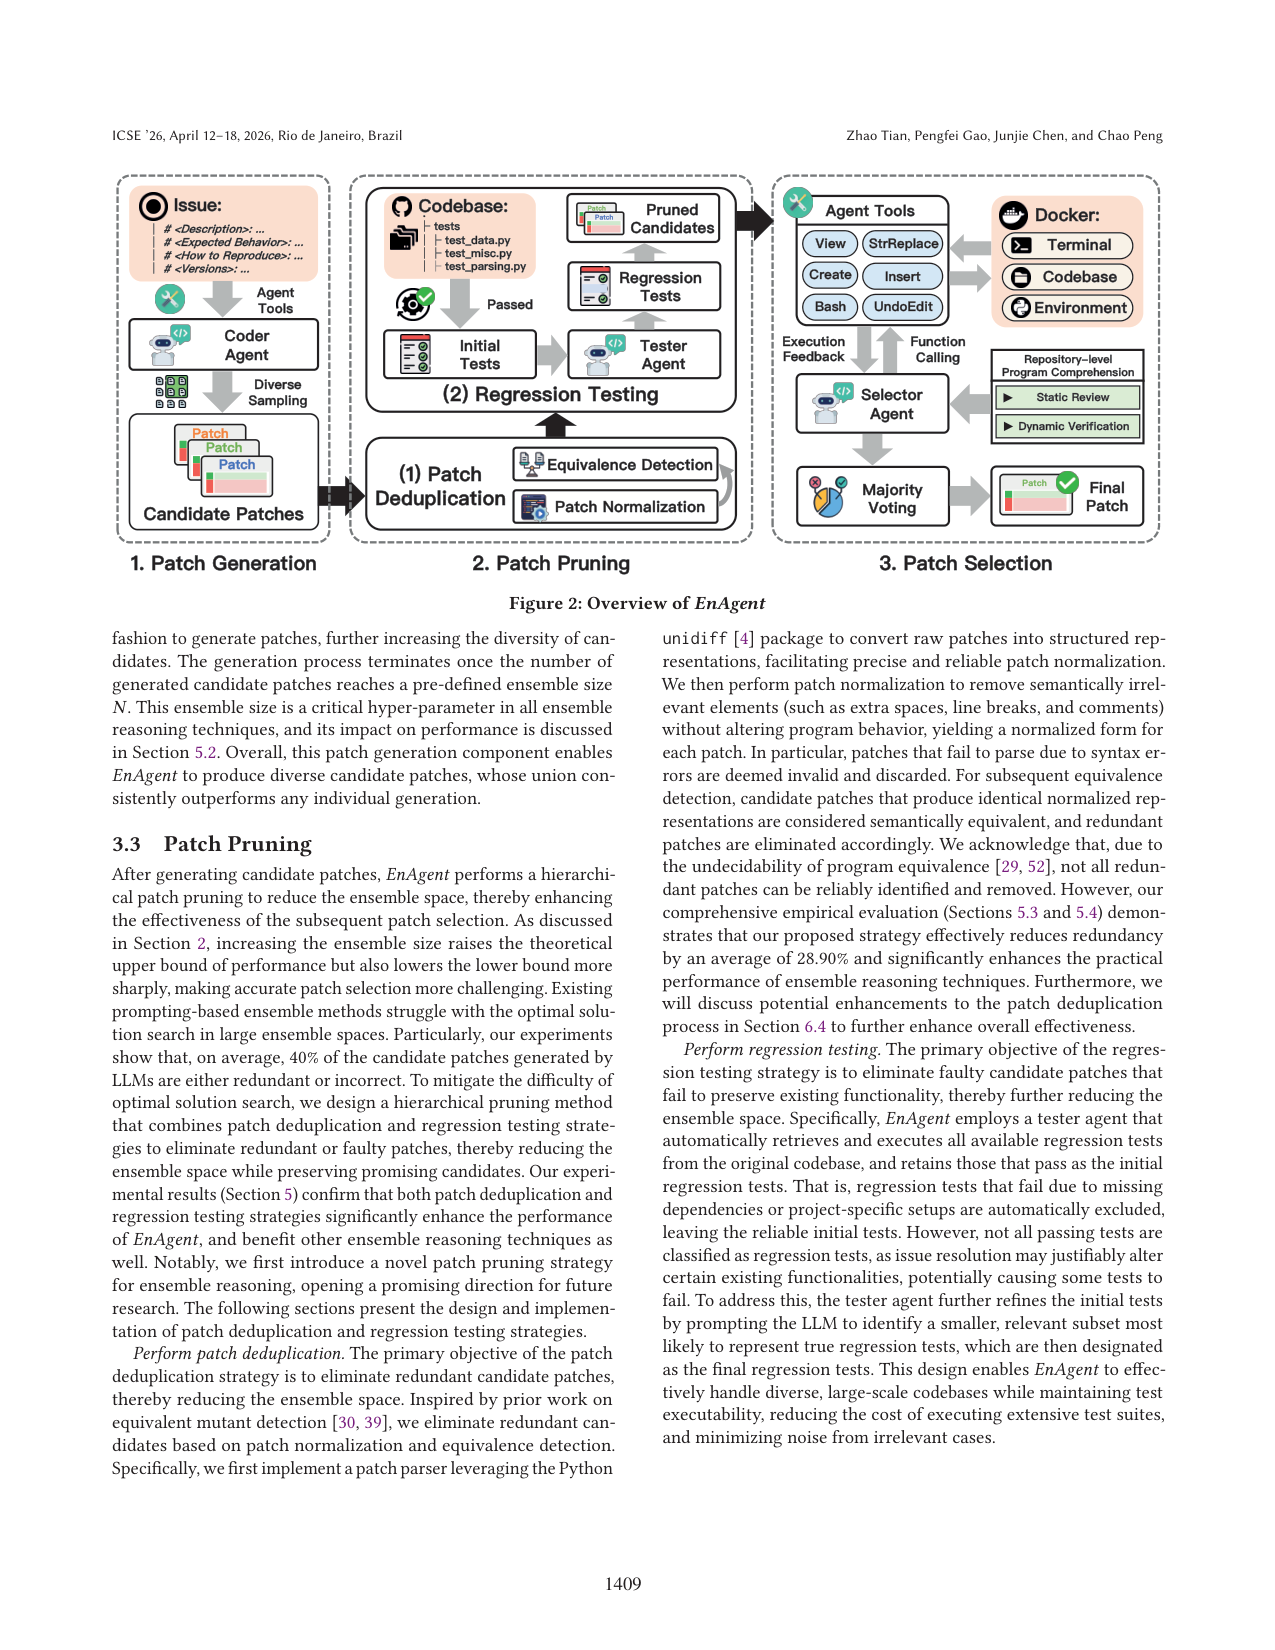 ICSE ’26, April 12–18, 2026, Rio de Janeiro, Brazil
Zhao Tian, Pengfei Gao, Junjie Chen, and Chao Peng
Issue:
# <Description>: ...
# <Expected Behavior>: ...
# <How to Reproduce>: ...
# <Versions>: ...
Agent
Tools
Coder
Agent
Diverse
Sampling
Patch
Patch
Patch
Candidate Patches
1. Patch Generation
Codebase:
tests
test_data.py
test_misc.py
test_parsing.py
Passed
Initial
Tests
Tester
Agent
Regression
Tests
Patch
Patch
Pruned
Candidates
(2) Regression Testing
(1) Patch
Deduplication
Equivalence Detection
Patch Normalization
2. Patch Pruning
Agent Tools
View
StrReplace
Create
Insert
Bash
UndoEdit
Docker:
Terminal
Codebase
Environment
Execution
Feedback
Function
Calling
Repository–level
Program Comprehension
Static Review
Dynamic Verification
Selector
Agent
Majority
Voting
Patch
Final
Patch
3. Patch Selection
Figure 2: Overview of EnAgent
fashion to generate patches, further increasing the diversity of can-
didates. The generation process terminates once the number of
generated candidate patches reaches a pre-defined ensemble size
N. This ensemble size is a critical hyper-parameter in all ensemble
reasoning techniques, and its impact on performance is discussed
in Section 5.2. Overall, this patch generation component enables
EnAgent to produce diverse candidate patches, whose union con-
sistently outperforms any individual generation.
3.3 Patch Pruning
After generating candidate patches, EnAgent performs a hierarchi-
cal patch pruning to reduce the ensemble space, thereby enhancing
the effectiveness of the subsequent patch selection. As discussed
in Section 2, increasing the ensemble size raises the theoretical
upper bound of performance but also lowers the lower bound more
sharply, making accurate patch selection more challenging. Existing
prompting-based ensemble methods struggle with the optimal solu-
tion search in large ensemble spaces. Particularly, our experiments
show that, on average, 40% of the candidate patches generated by
LLMs are either redundant or incorrect. To mitigate the difficulty of
optimal solution search, we design a hierarchical pruning method
that combines patch deduplication and regression testing strate-
gies to eliminate redundant or faulty patches, thereby reducing the
ensemble space while preserving promising candidates. Our experi-
mental results (Section 5) confirm that both patch deduplication and
regression testing strategies significantly enhance the performance
of EnAgent, and benefit other ensemble reasoning techniques as
well. Notably, we first introduce a novel patch pruning strategy
for ensemble reasoning, opening a promising direction for future
research. The following sections present the design and implemen-
tation of patch deduplication and regression testing strategies.
Perform patch deduplication. The primary objective of the patch
deduplication strategy is to eliminate redundant candidate patches,
thereby reducing the ensemble space. Inspired by prior work on
equivalent mutant detection [30, 39], we eliminate redundant can-
didates based on patch normalization and equivalence detection.
Specifically, we first implement a patch parser leveraging the Python
unidiff [4] package to convert raw patches into structured rep-
resentations, facilitating precise and reliable patch normalization.
We then perform patch normalization to remove semantically irrel-
evant elements (such as extra spaces, line breaks, and comments)
without altering program behavior, yielding a normalized form for
each patch. In particular, patches that fail to parse due to syntax er-
rors are deemed invalid and discarded. For subsequent equivalence
detection, candidate patches that produce identical normalized rep-
resentations are considered semantically equivalent, and redundant
patches are eliminated accordingly. We acknowledge that, due to
the undecidability of program equivalence [29, 52], not all redun-
dant patches can be reliably identified and removed. However, our
comprehensive empirical evaluation (Sections 5.3 and 5.4) demon-
strates that our proposed strategy effectively reduces redundancy
by an average of 28.90% and significantly enhances the practical
performance of ensemble reasoning techniques. Furthermore, we
will discuss potential enhancements to the patch deduplication
process in Section 6.4 to further enhance overall effectiveness.
Perform regression testing. The primary objective of the regres-
sion testing strategy is to eliminate faulty candidate patches that
fail to preserve existing functionality, thereby further reducing the
ensemble space. Specifically, EnAgent employs a tester agent that
automatically retrieves and executes all available regression tests
from the original codebase, and retains those that pass as the initial
regression tests. That is, regression tests that fail due to missing
dependencies or project-specific setups are automatically excluded,
leaving the reliable initial tests. However, not all passing tests are
classified as regression tests, as issue resolution may justifiably alter
certain existing functionalities, potentially causing some tests to
fail. To address this, the tester agent further refines the initial tests
by prompting the LLM to identify a smaller, relevant subset most
likely to represent true regression tests, which are then designated
as the final regression tests. This design enables EnAgent to effec-
tively handle diverse, large-scale codebases while maintaining test
executability, reducing the cost of executing extensive test suites,
and minimizing noise from irrelevant cases.
1409